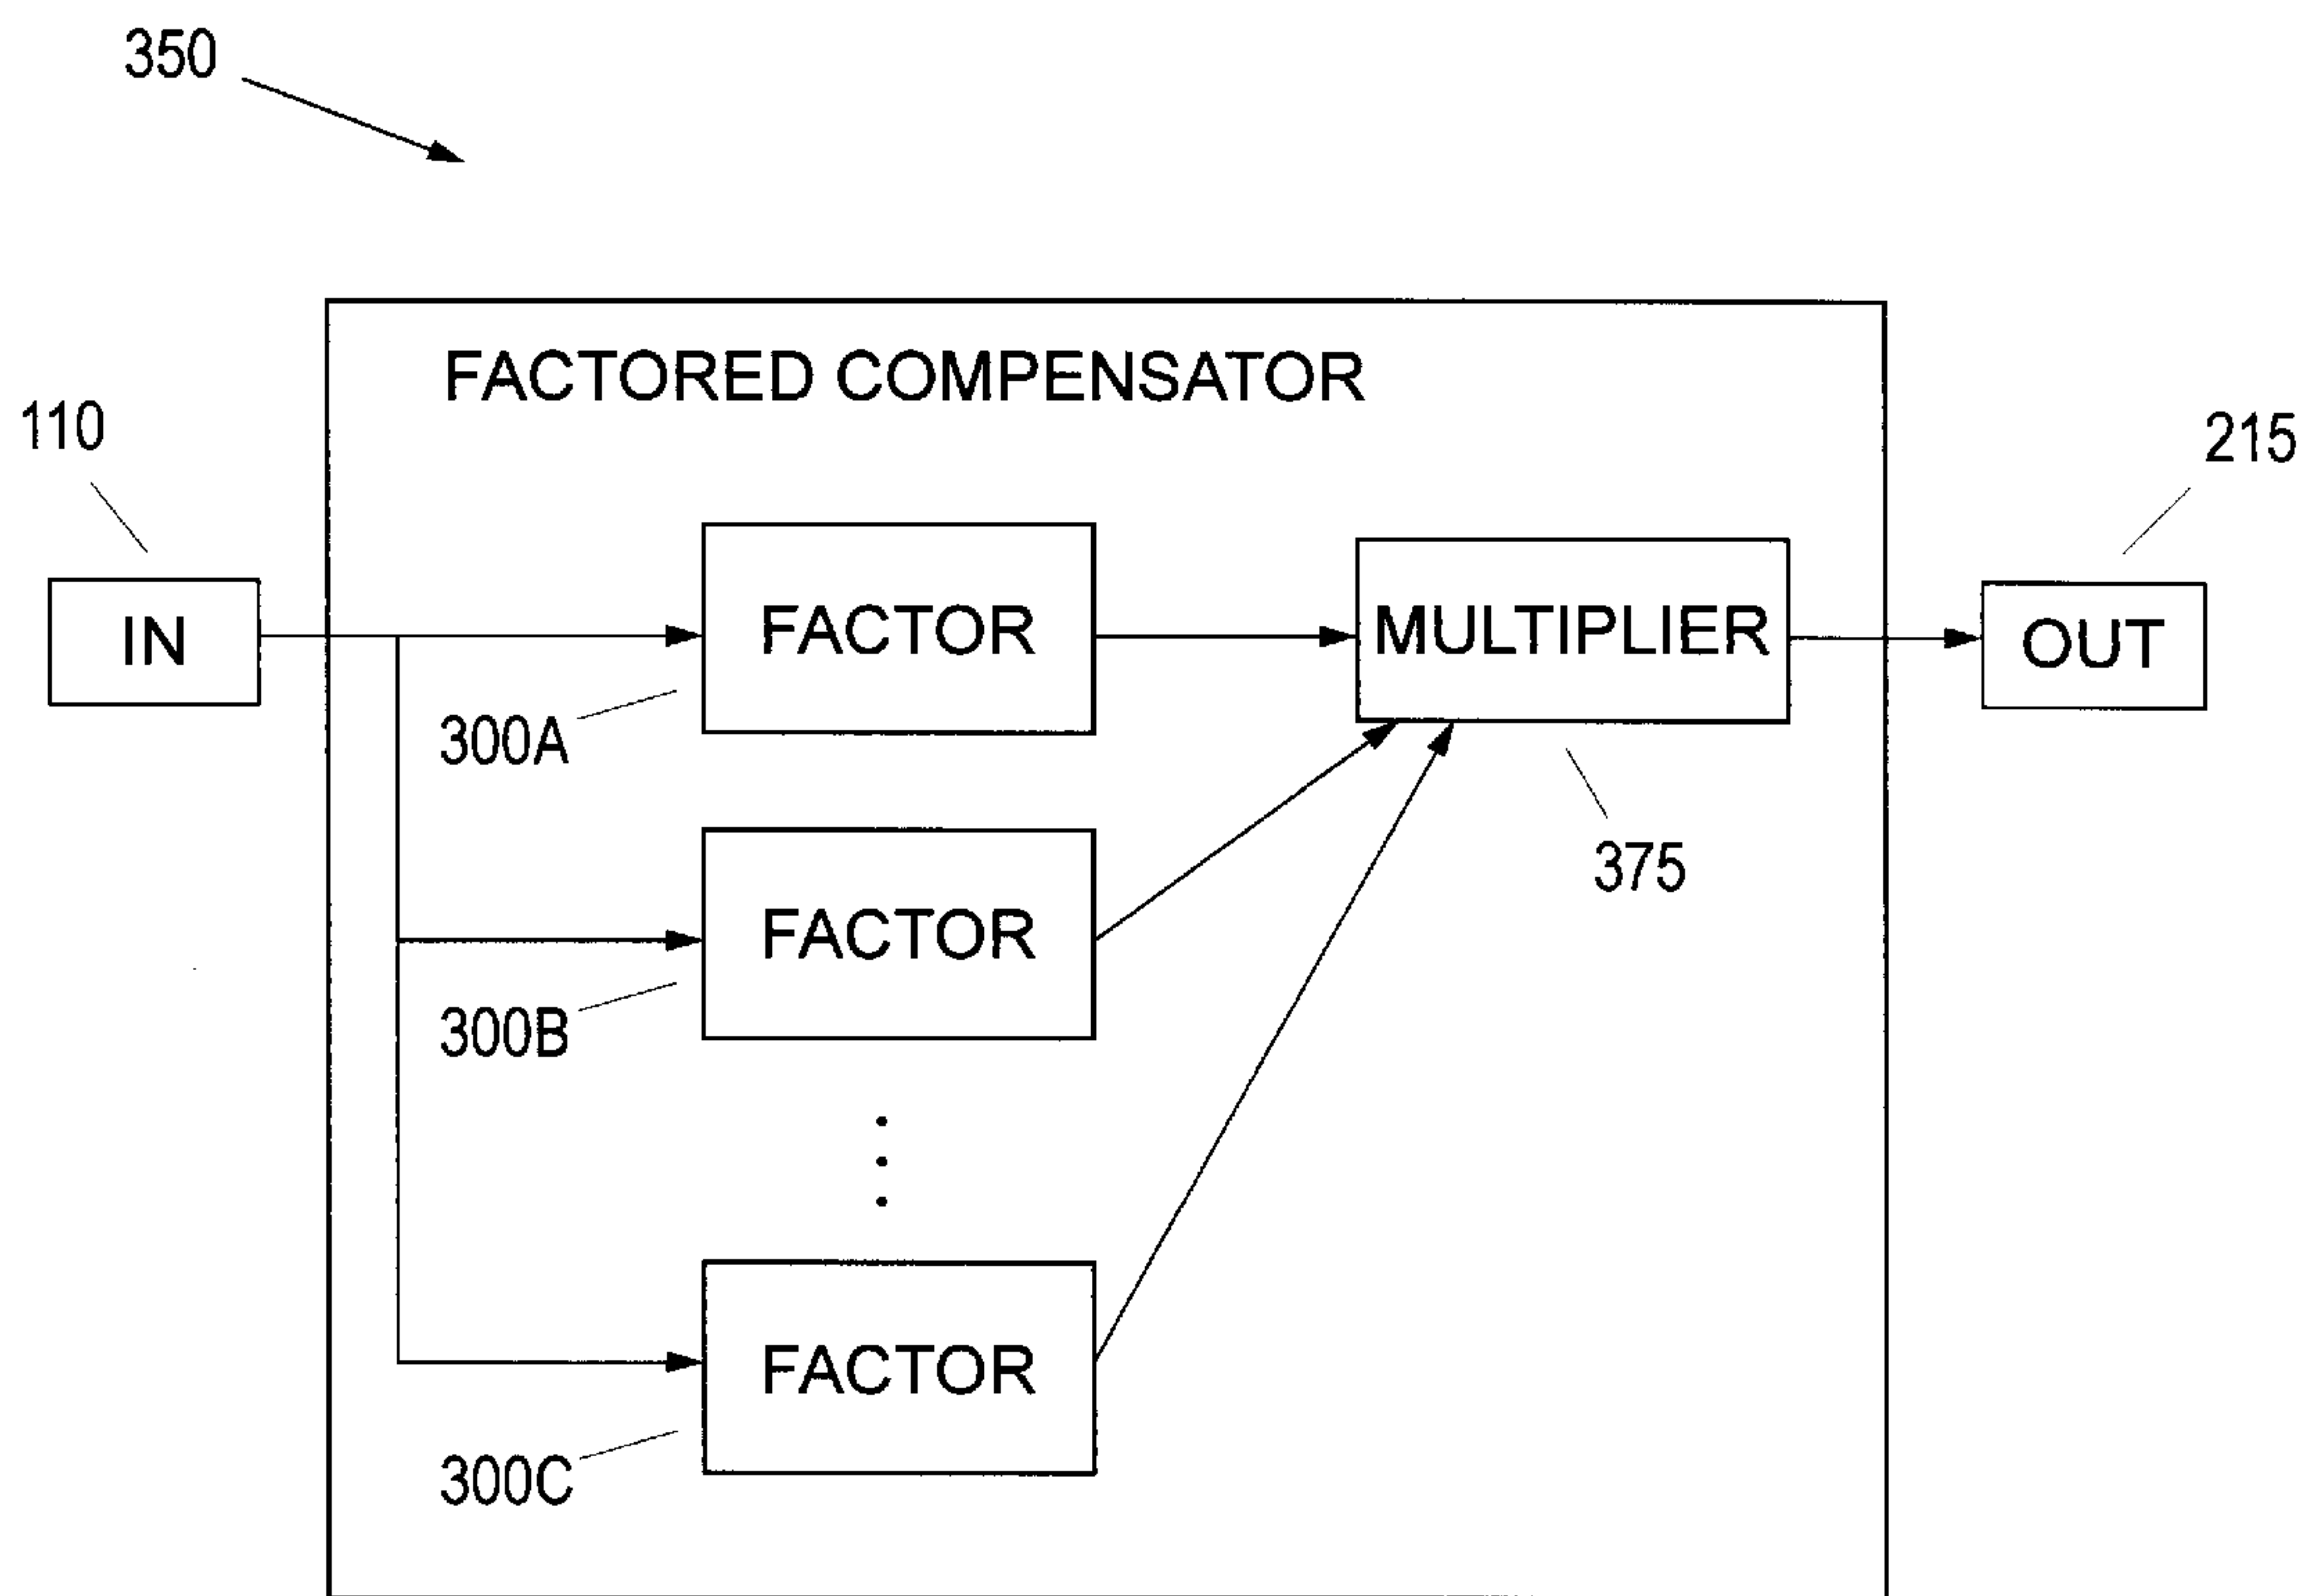 350
FACTORED COMPENSATOR
110
215
IN
FACTOR
MULTIPLIER
OUT
300A
375
FACTOR
300B
FACTOR
300C